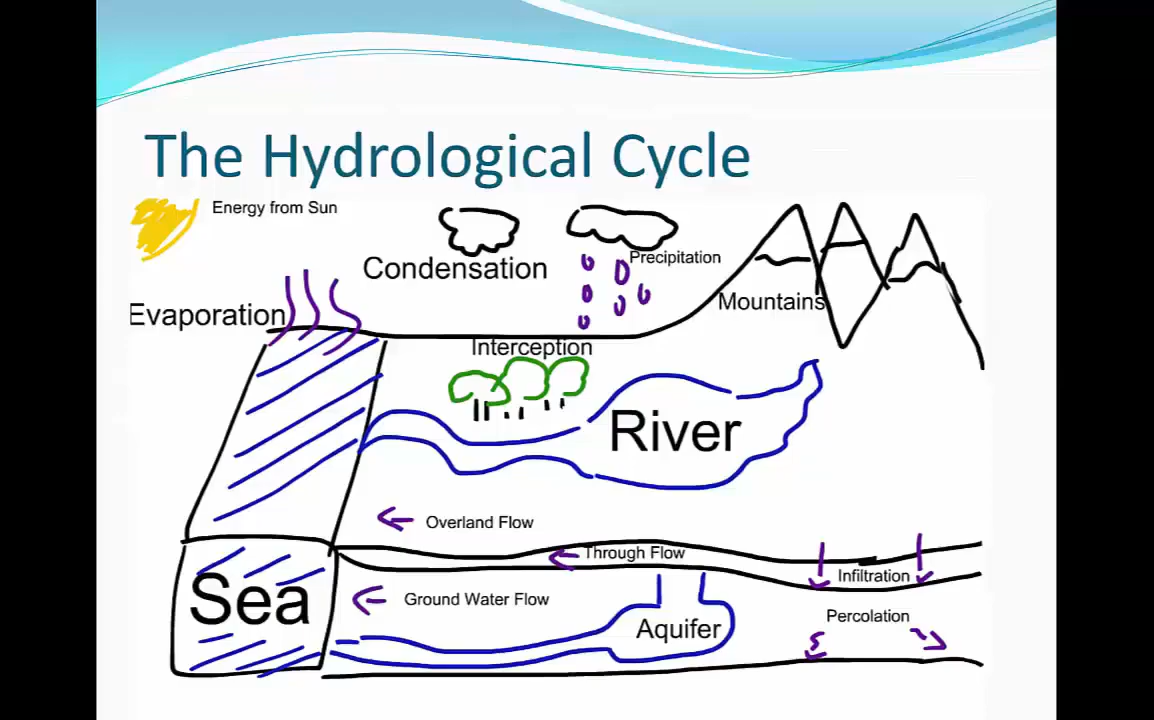 The Hydrological Cycle
Energy from Sun
Condensation
Precipitation
Mountains
Evaporation
Interception
River
Overland Flow
Through Flow
Infiltration
Sea
Ground Water Flow
Aquifer
Percolation